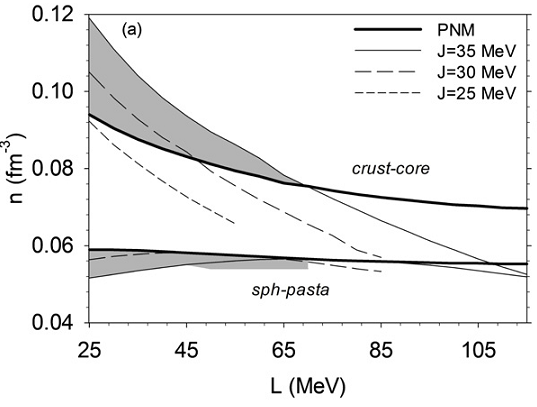 0.12
(a)
PNM
J=35 MeV
J=30 MeV
J=25 MeV
0.10
n (fm⁻³)
0.08
crust-core
0.06
sph-pasta
0.04
25 45 65 85 105
L (MeV)